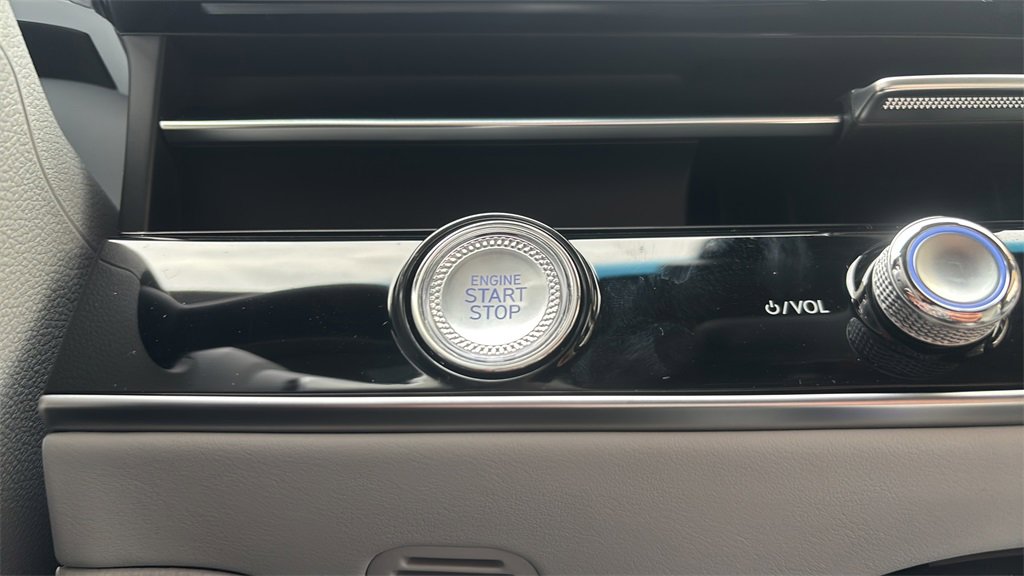 ENGINE
START
STOP
⏻/VOL